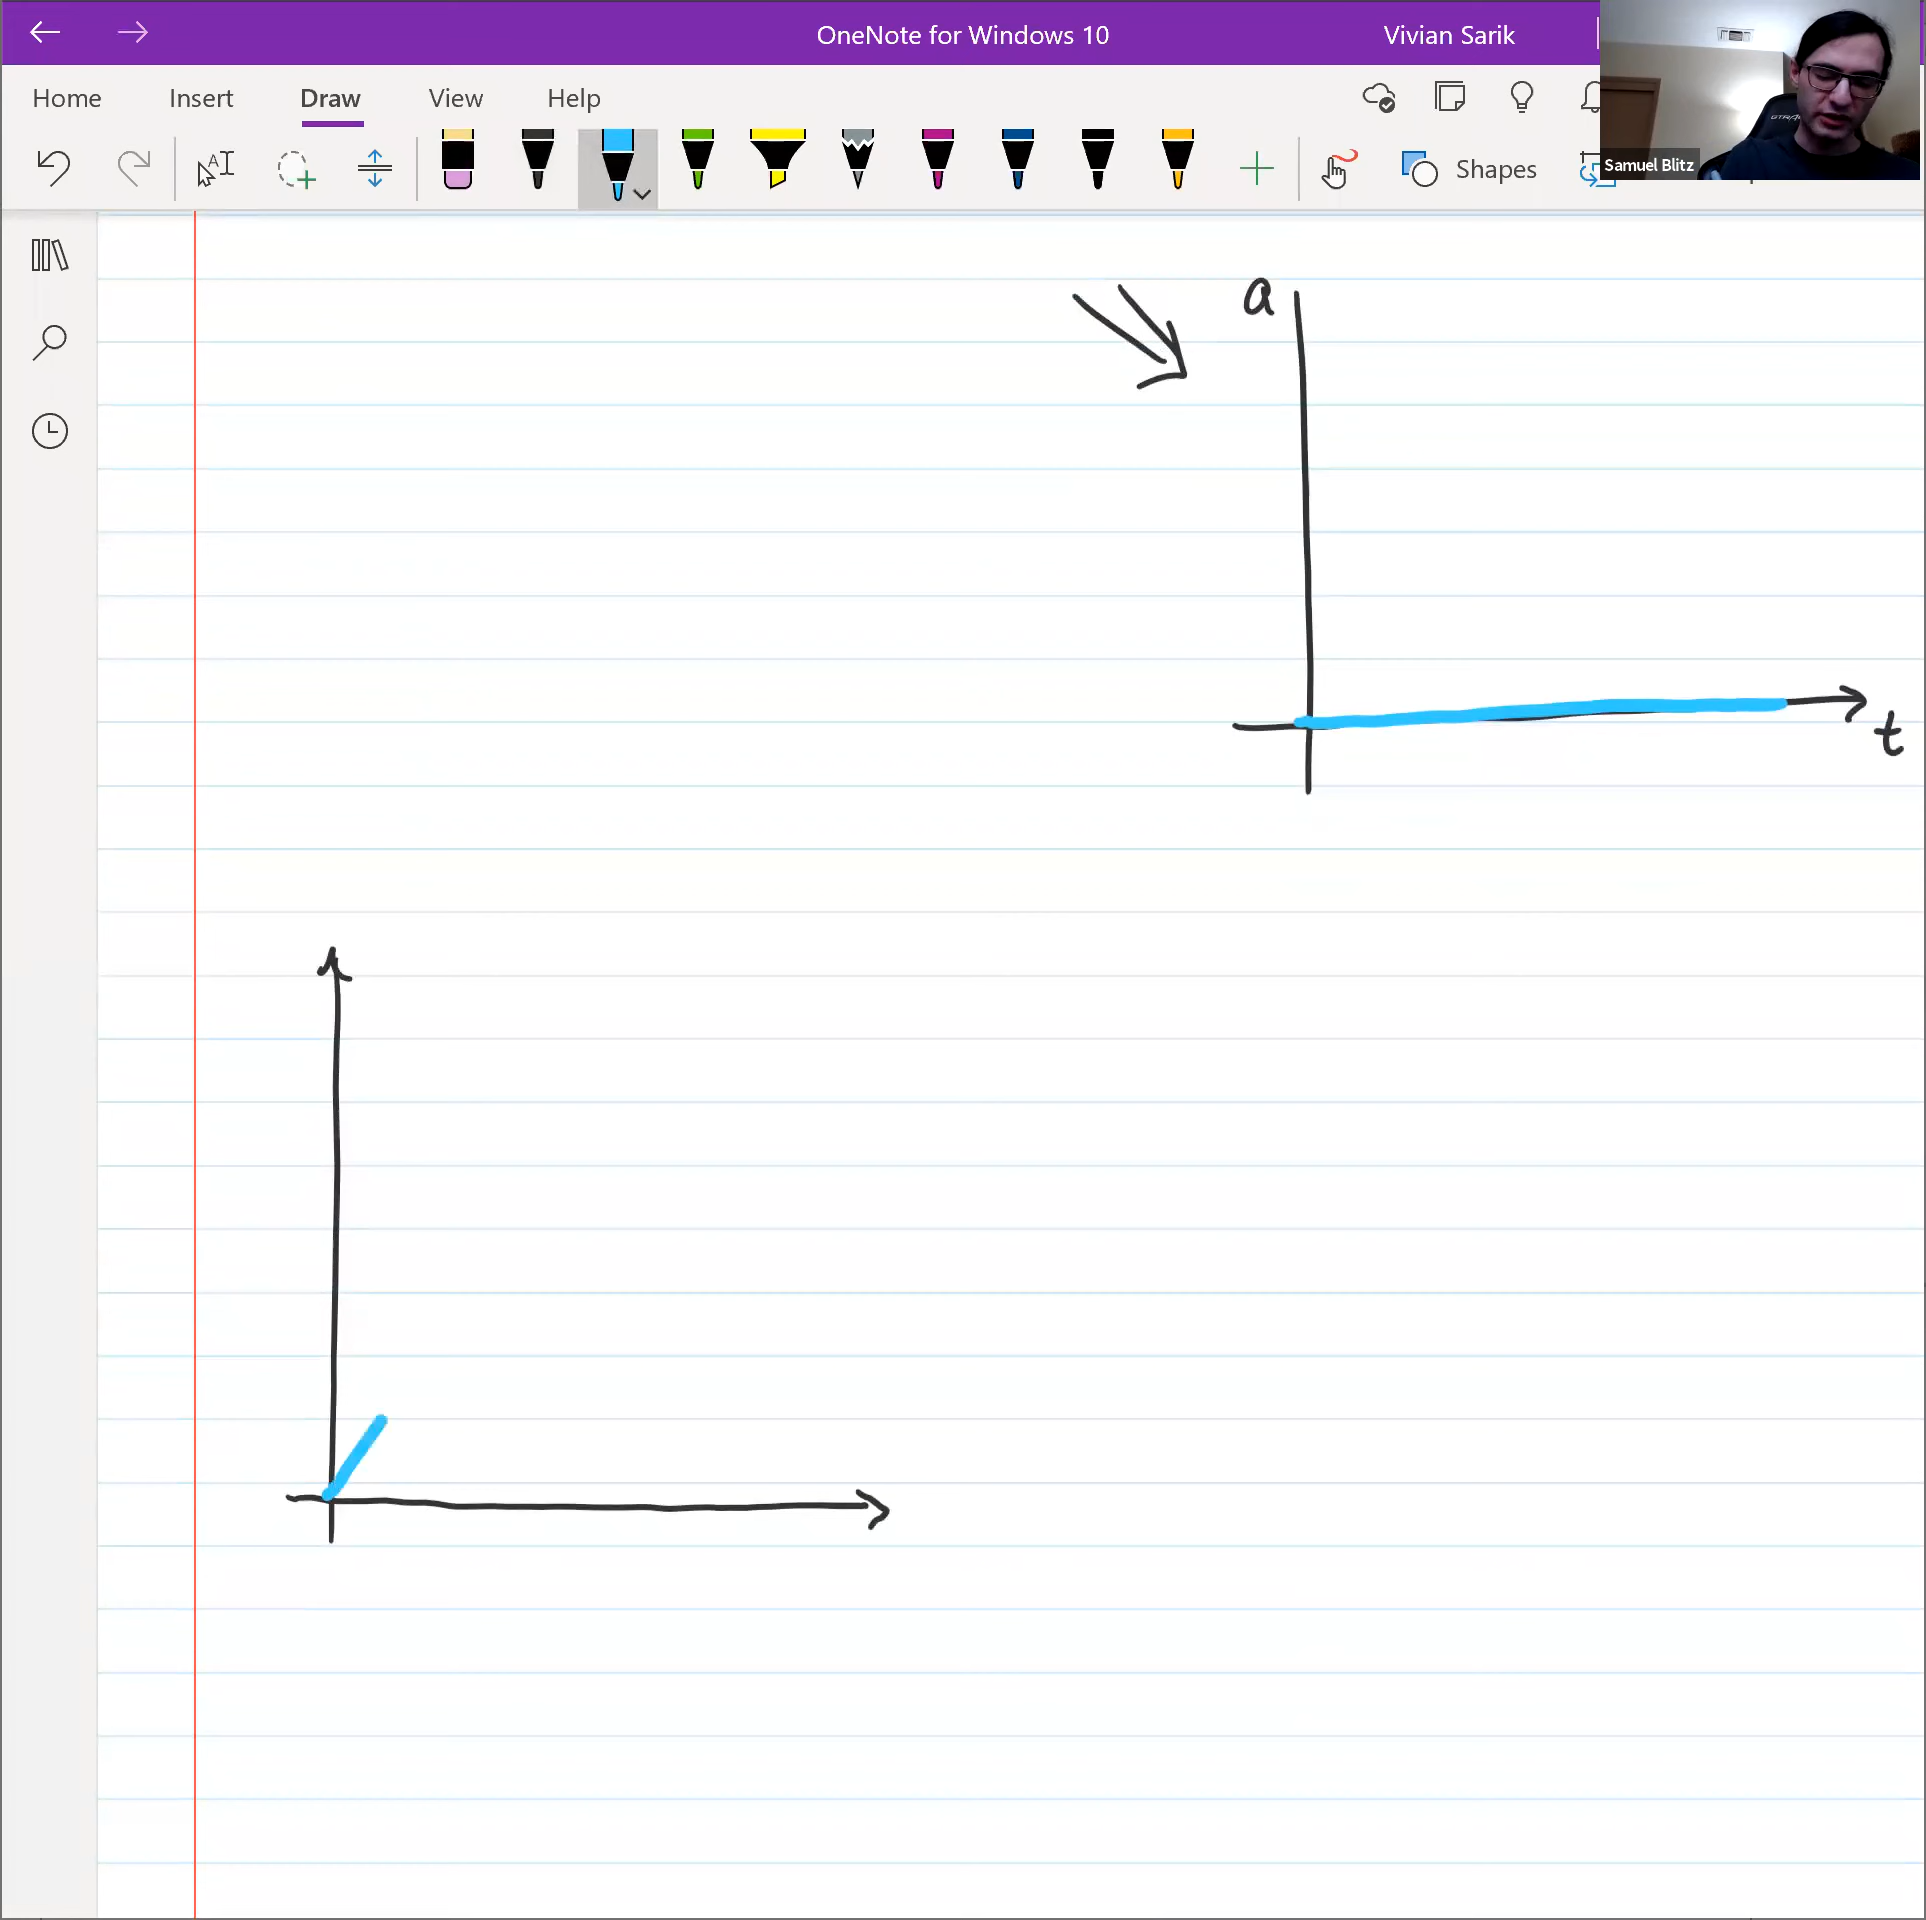 OneNote for Windows 10
Vivian Sarik
Home Insert Draw View Help
Shapes
Samuel Blitz
a
t